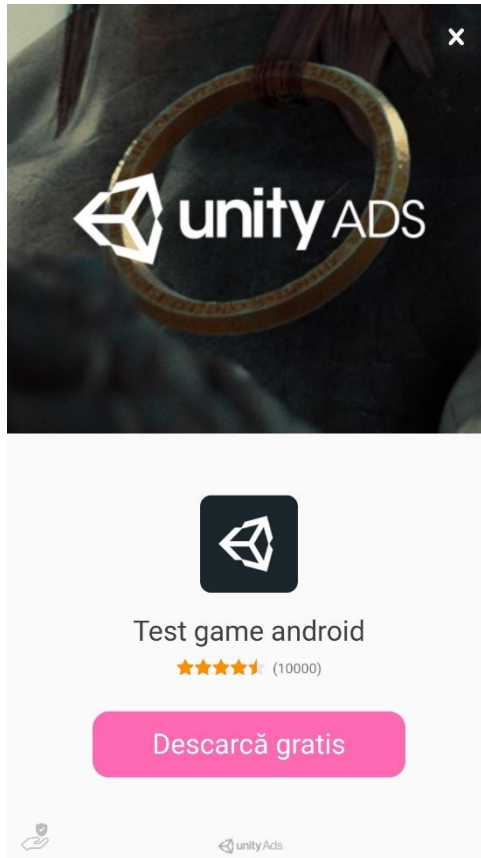 unity ADS
Test game android
(10000)
Descarcă gratis
unity Ads